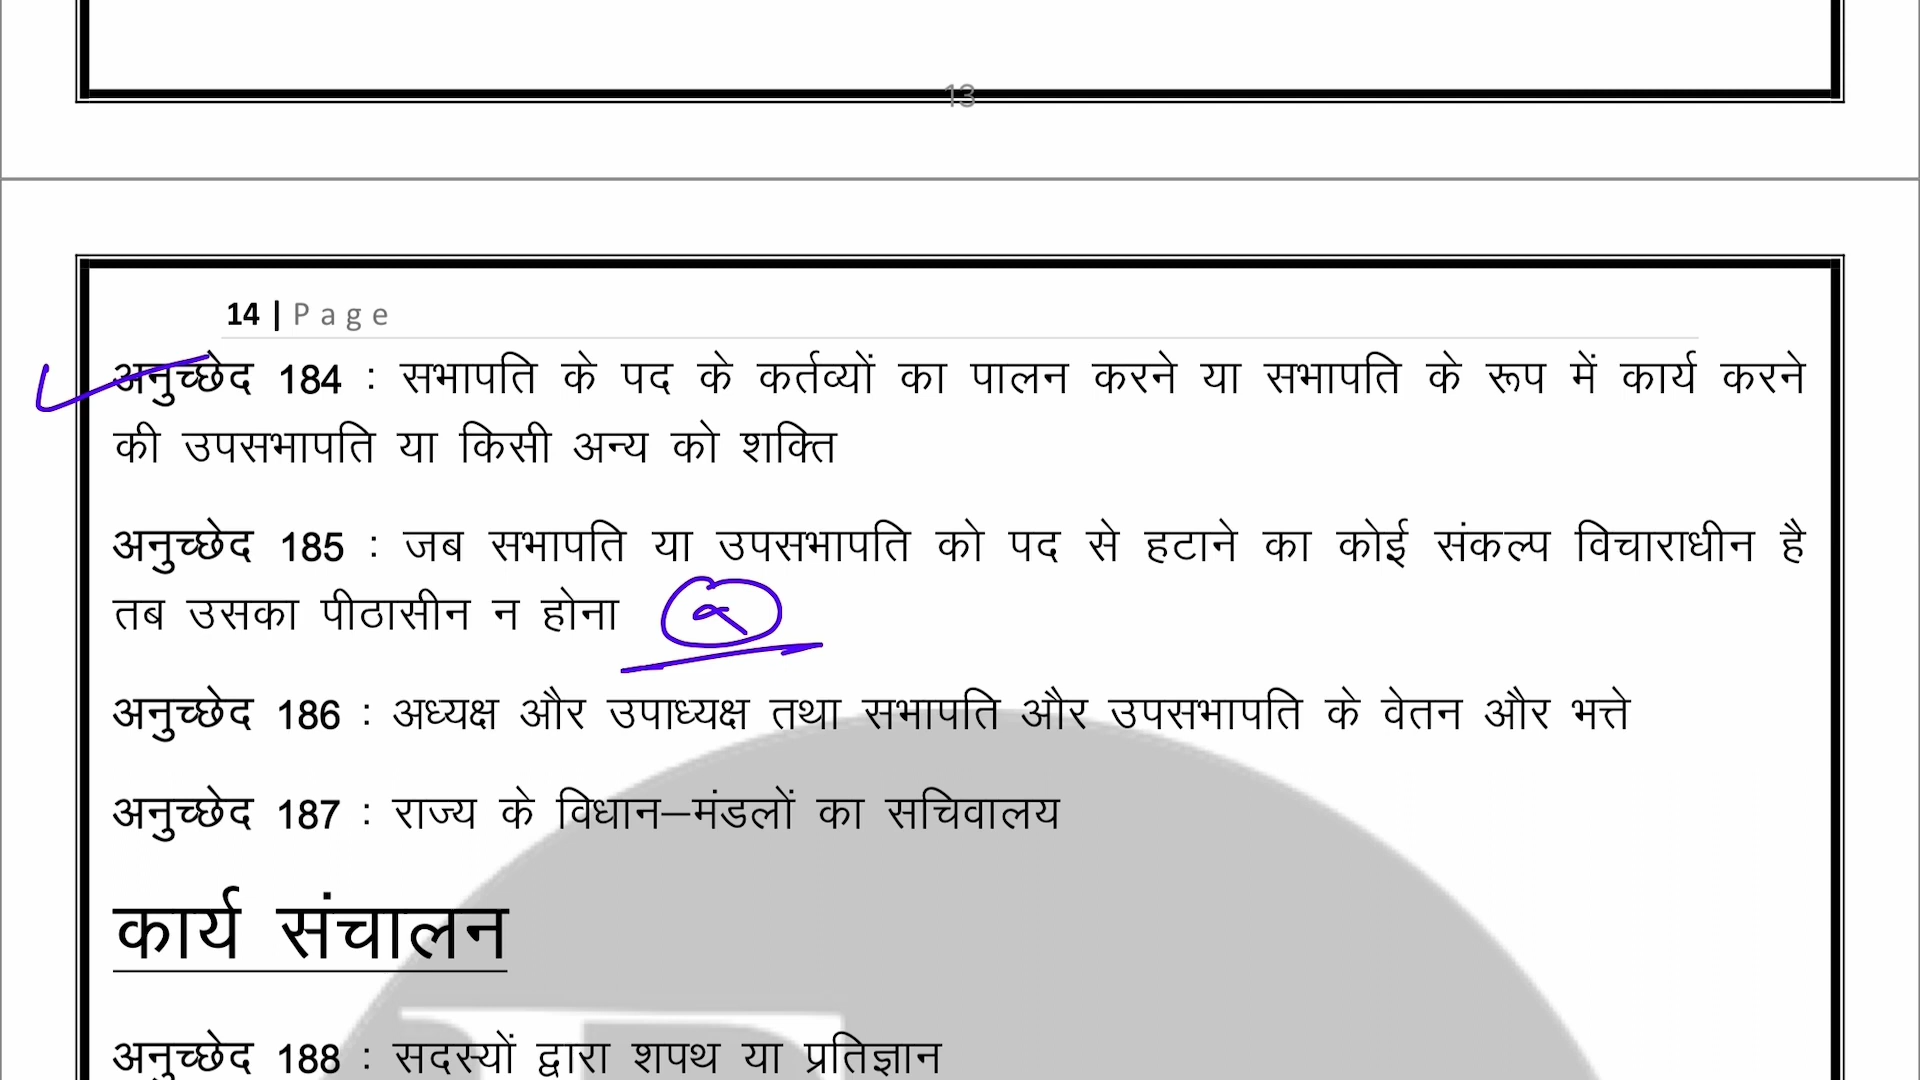 13
14 | Page
अनुच्छेद 184 : सभापति के पद के कर्तव्यों का पालन करने या सभापति के रूप में कार्य करने
की उपसभापति या किसी अन्य को शक्ति
अनुच्छेद 185 : जब सभापति या उपसभापति को पद से हटाने का कोई संकल्प विचाराधीन है
तब उसका पीठासीन न होना
अनुच्छेद 186 : अध्यक्ष और उपाध्यक्ष तथा सभापति और उपसभापति के वेतन और भत्ते
अनुच्छेद 187 : राज्य के विधान–मंडलों का सचिवालय
कार्य संचालन
अनुच्छेद 188 : सदस्यों द्वारा शपथ या प्रतिज्ञान